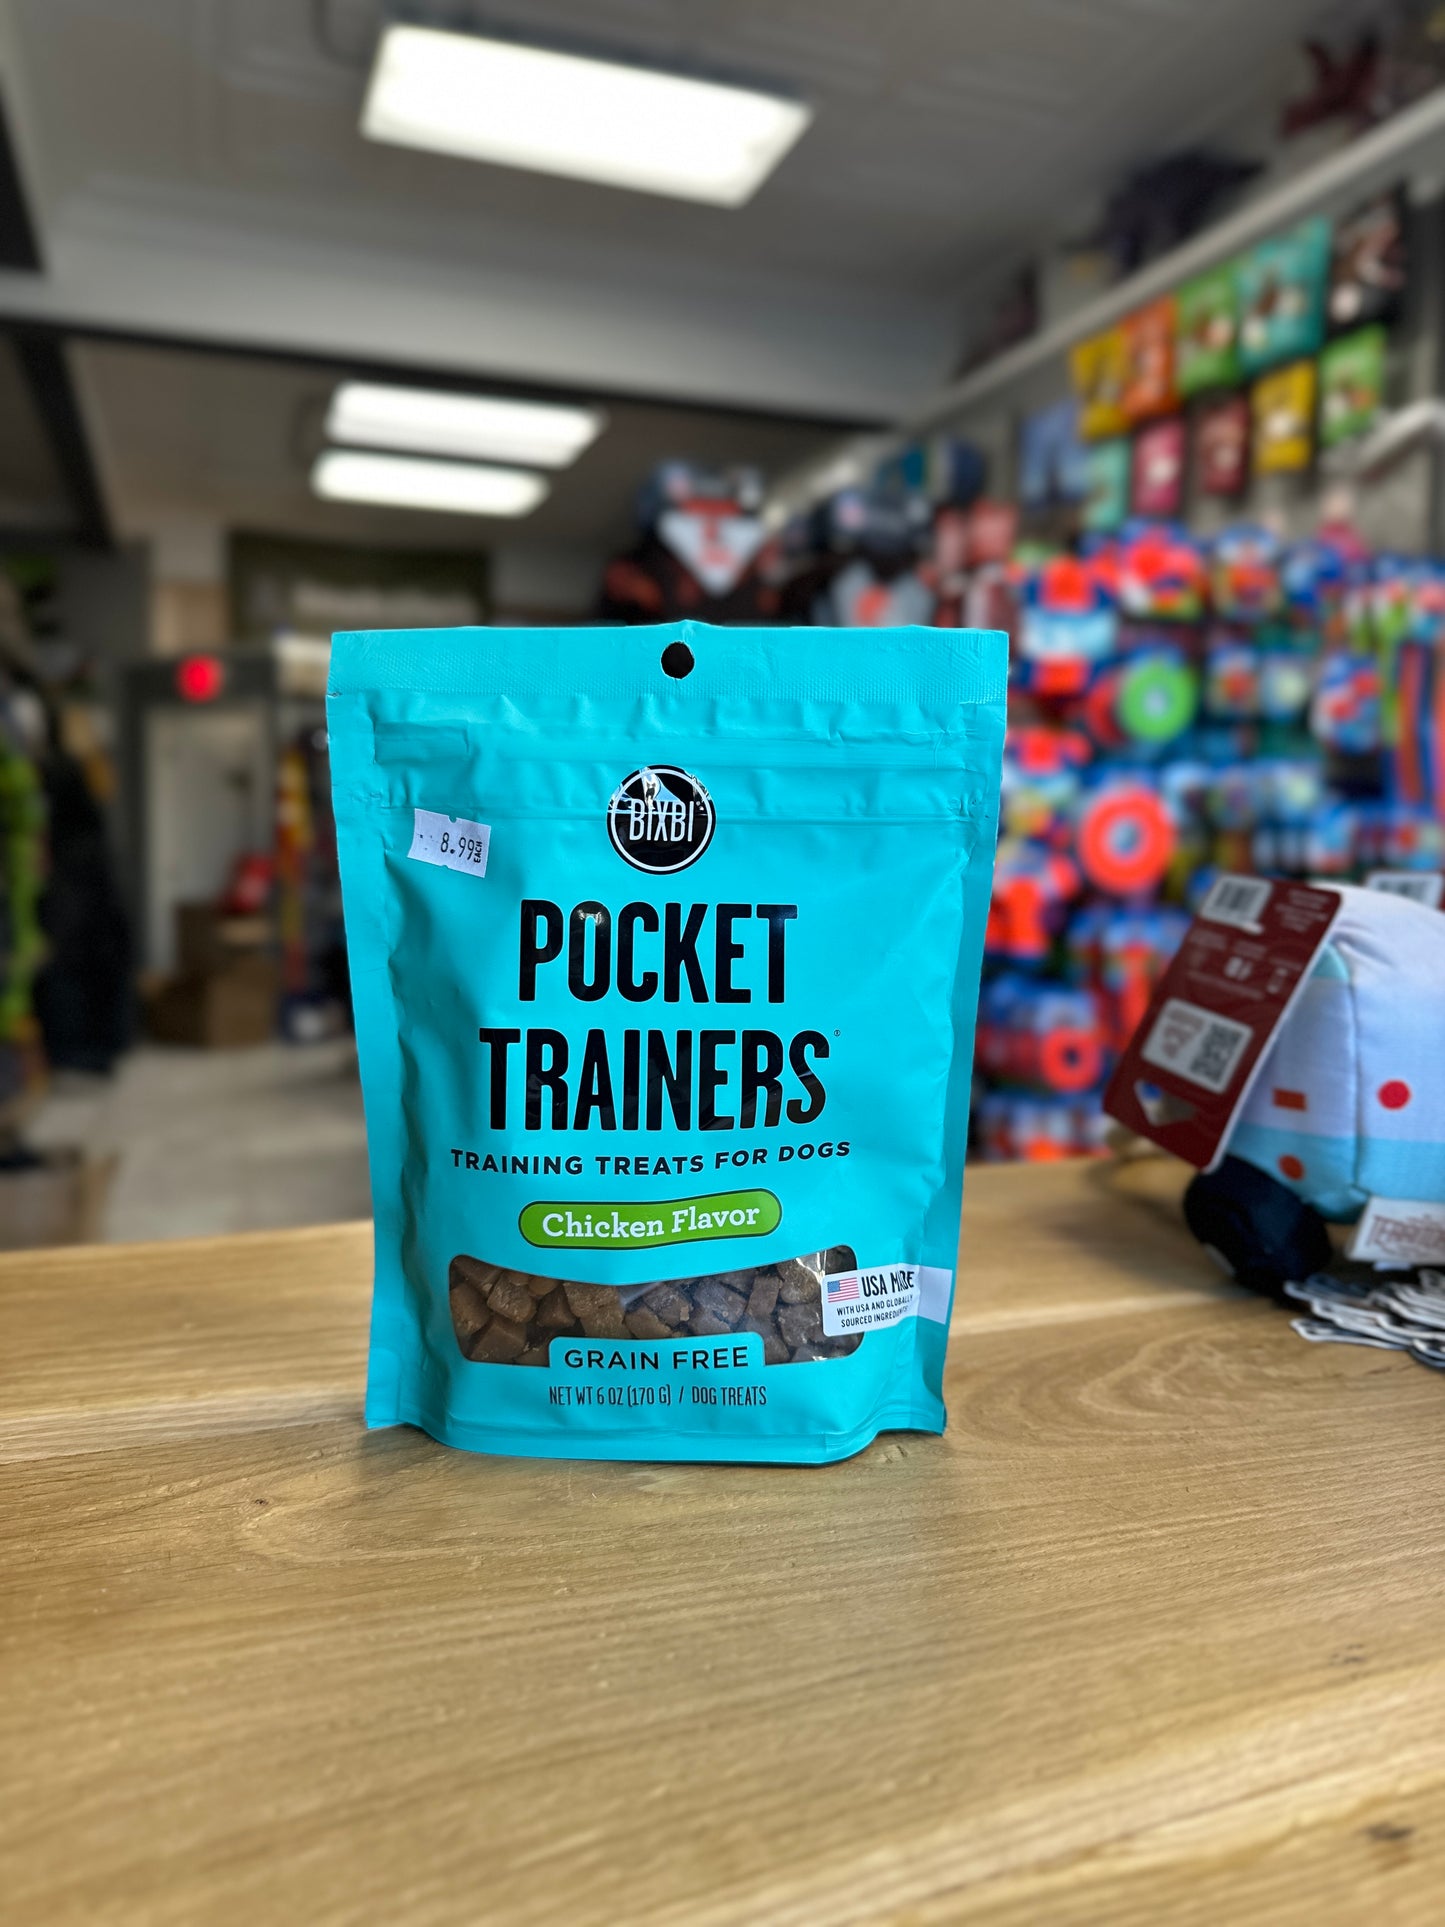 BIXBI
8.99 EACH
POCKET
TRAINERS®
TRAINING TREATS FOR DOGS
Chicken Flavor
USA MADE
WITH USA AND GLOBALLY
SOURCED INGREDIENTS
GRAIN FREE
NET WT 6 OZ (170 G) / DOG TREATS